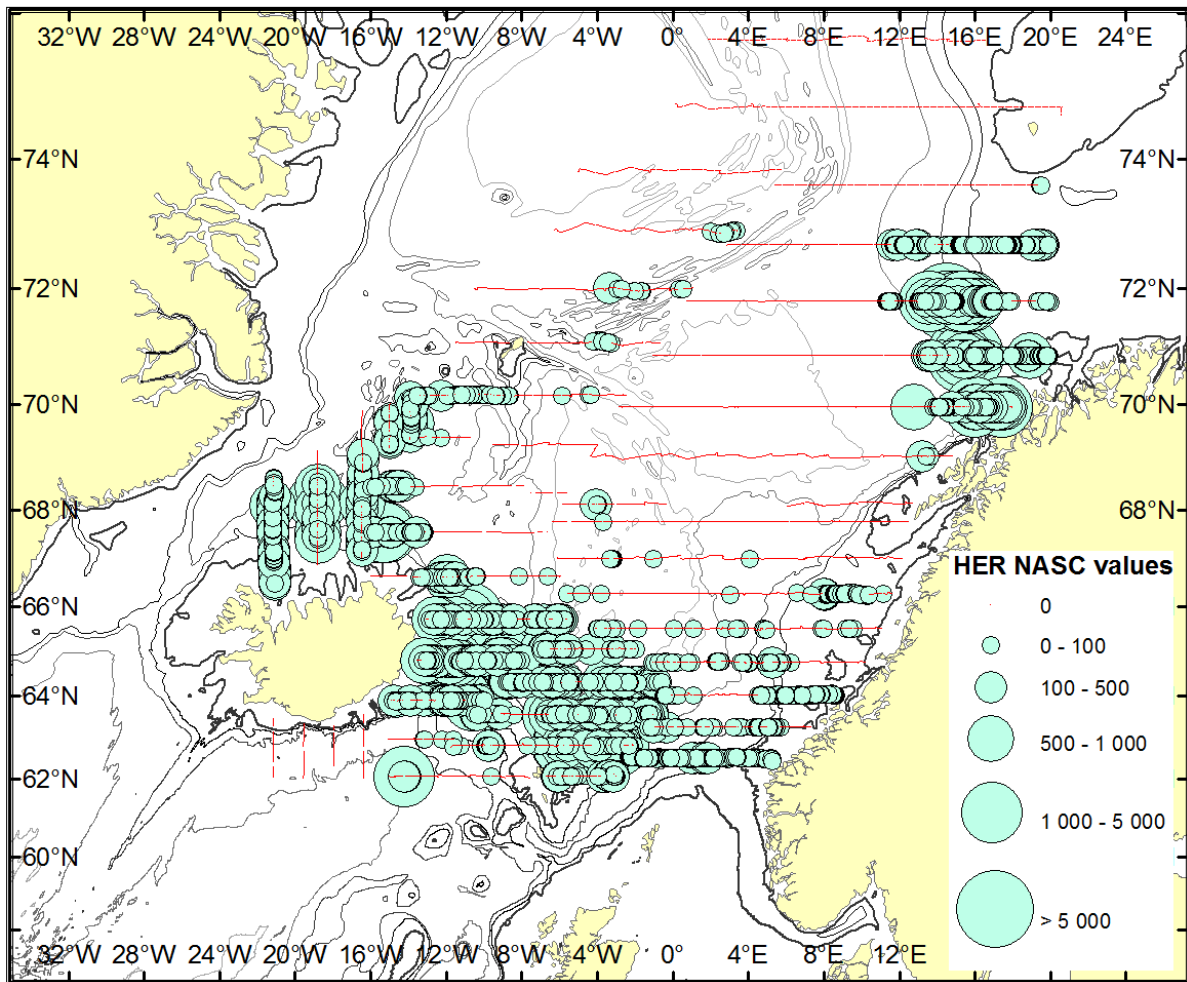 32°W 28°W 24°W 20°W 16°W 12°W 8°W 4°W 0° 4°E 8°E 12°E 16°E 20°E 24°E
74°N 74°N
72°N 72°N
70°N 70°N
68°N 68°N
HER NASC values
66°N
0
0 - 100
64°N
100 - 500
500 - 1 000
62°N
1 000 - 5 000
60°N
> 5 000
32°W 28°W 24°W 20°W 16°W 12°W 8°W 4°W 0° 4°E 8°E 12°E